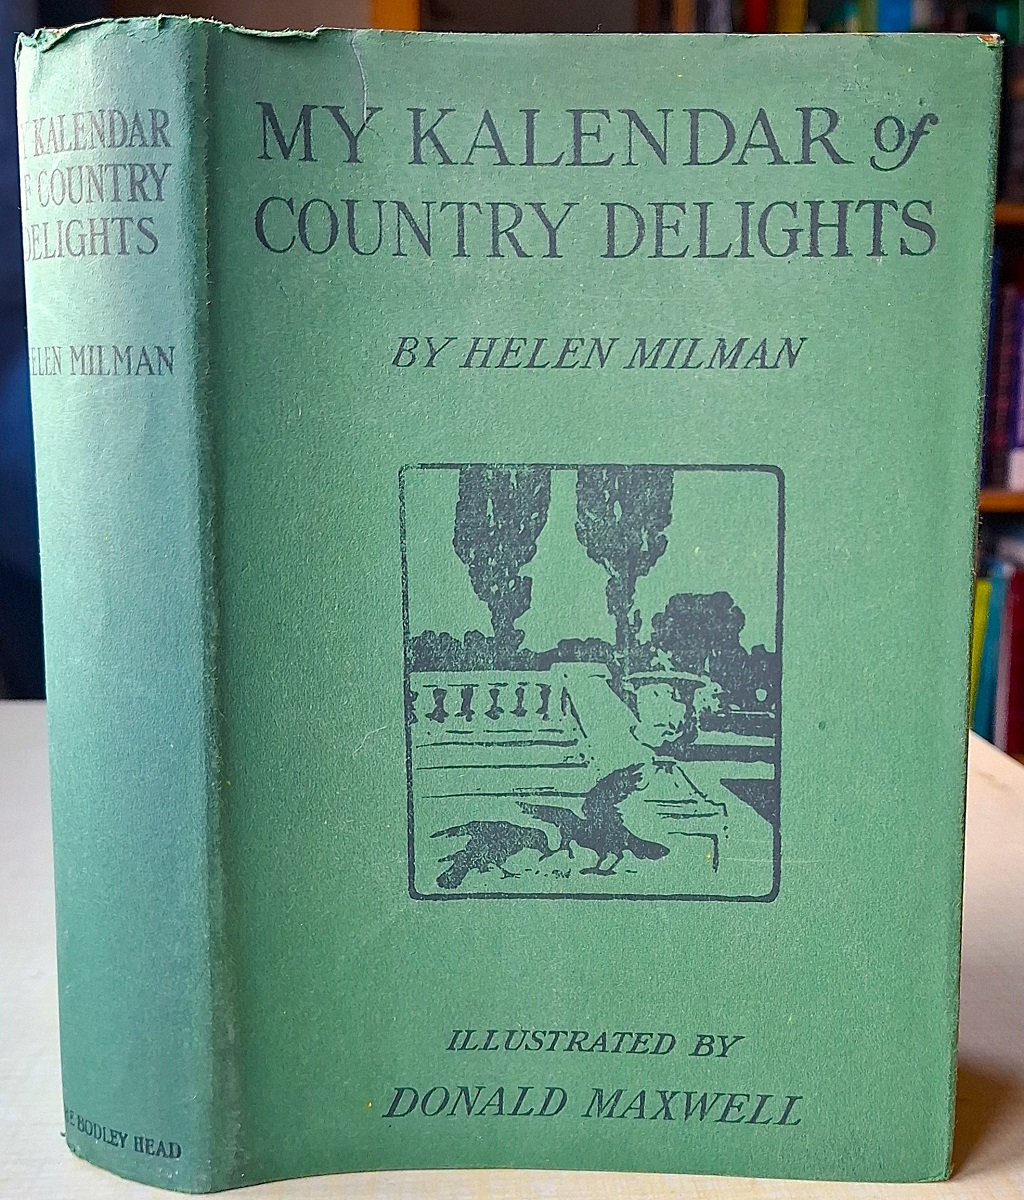 KALENDAR
COUNTRY
DELIGHTS
HELEN MILMAN
BODLEY HEAD
MY KALENDAR of
COUNTRY DELIGHTS
BY HELEN MILMAN
ILLUSTRATED BY
DONALD MAXWELL